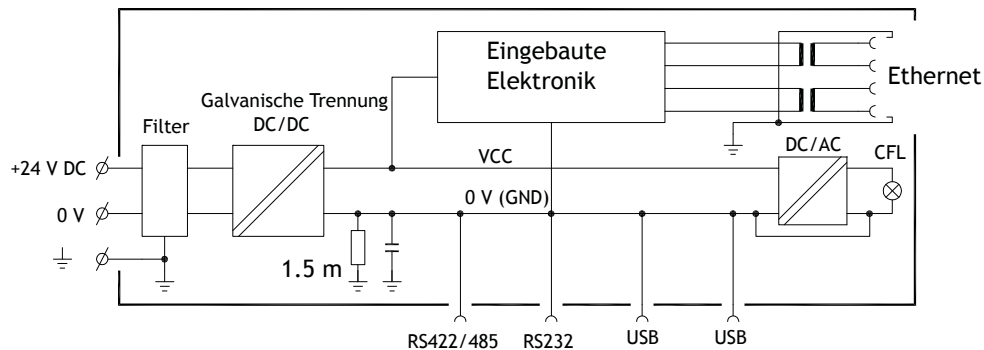 Eingebaute
Elektronik
Ethernet
Galvanische Trennung
DC/DC
Filter
DC/AC
CFL
+24 V DC
VCC
0 V
0 V (GND)
1.5 m
RS422/485
RS232
USB
USB